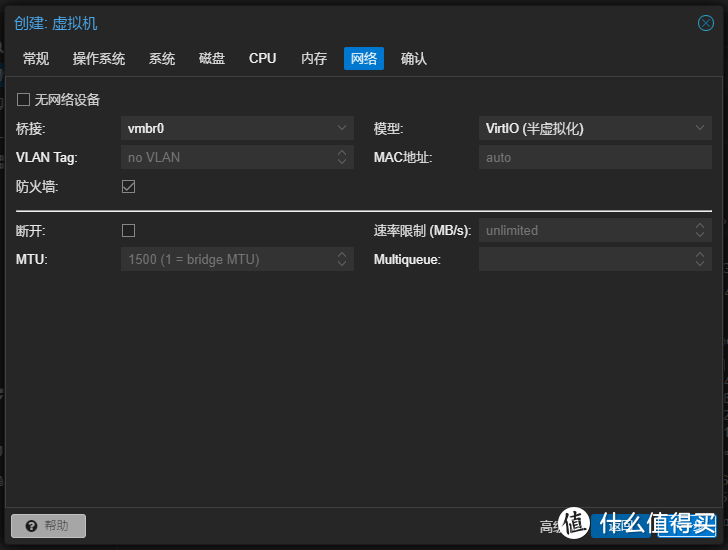 创建: 虚拟机
常规 操作系统 系统 磁盘 CPU 内存 网络 确认
无网络设备
桥接: vmbr0 模型: VirtIO (半虚拟化)
VLAN Tag: no VLAN MAC地址: auto
防火墙:
断开: 速率限制 (MB/s): unlimited
MTU: 1500 (1 = bridge MTU) Multiqueue:
帮助 高级 返回
值 什么值得买